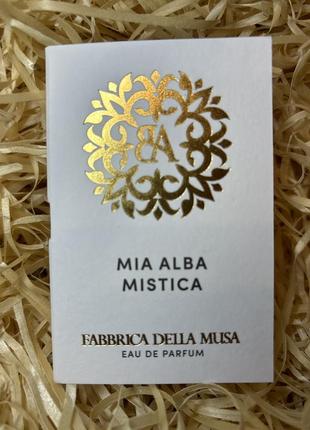 MIA ALBA
MISTICA
FABBRICA DELLA MUSA
EAU DE PARFUM